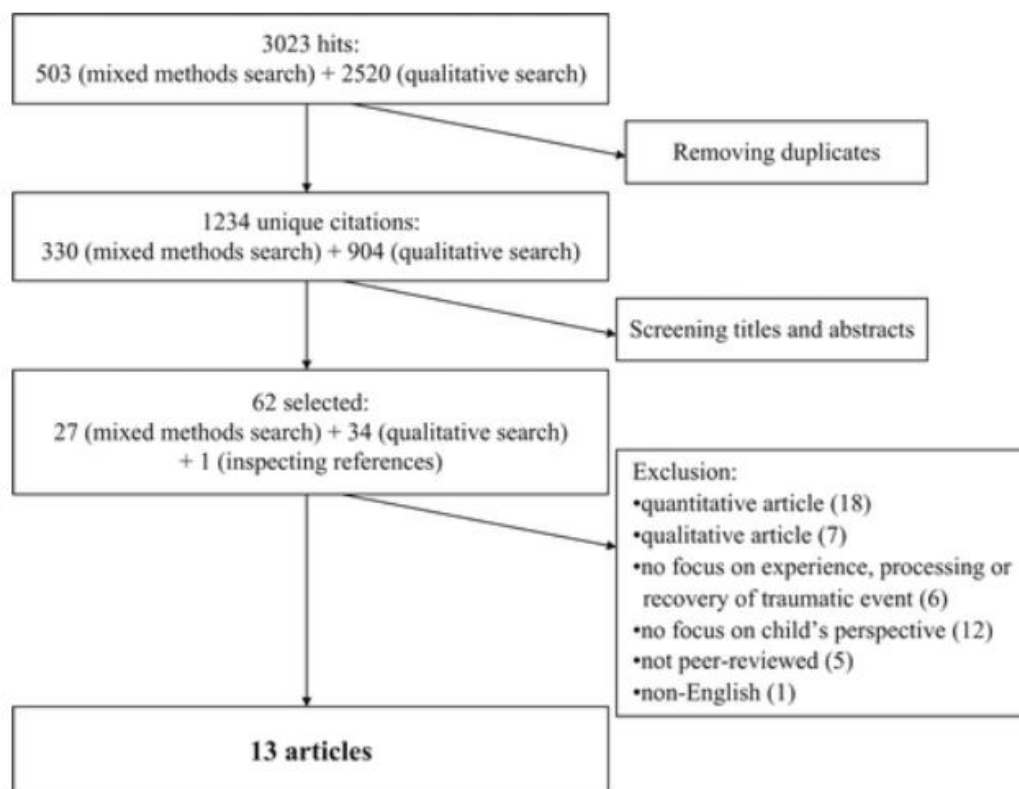 3023 hits:
503 (mixed methods search) + 2520 (qualitative search)
Removing duplicates
1234 unique citations:
330 (mixed methods search) + 904 (qualitative search)
Screening titles and abstracts
62 selected:
27 (mixed methods search) + 34 (qualitative search)
+ 1 (inspecting references)
Exclusion:
•quantitative article (18)
•qualitative article (7)
•no focus on experience, processing or
recovery of traumatic event (6)
•no focus on child's perspective (12)
•not peer-reviewed (5)
•non-English (1)
13 articles